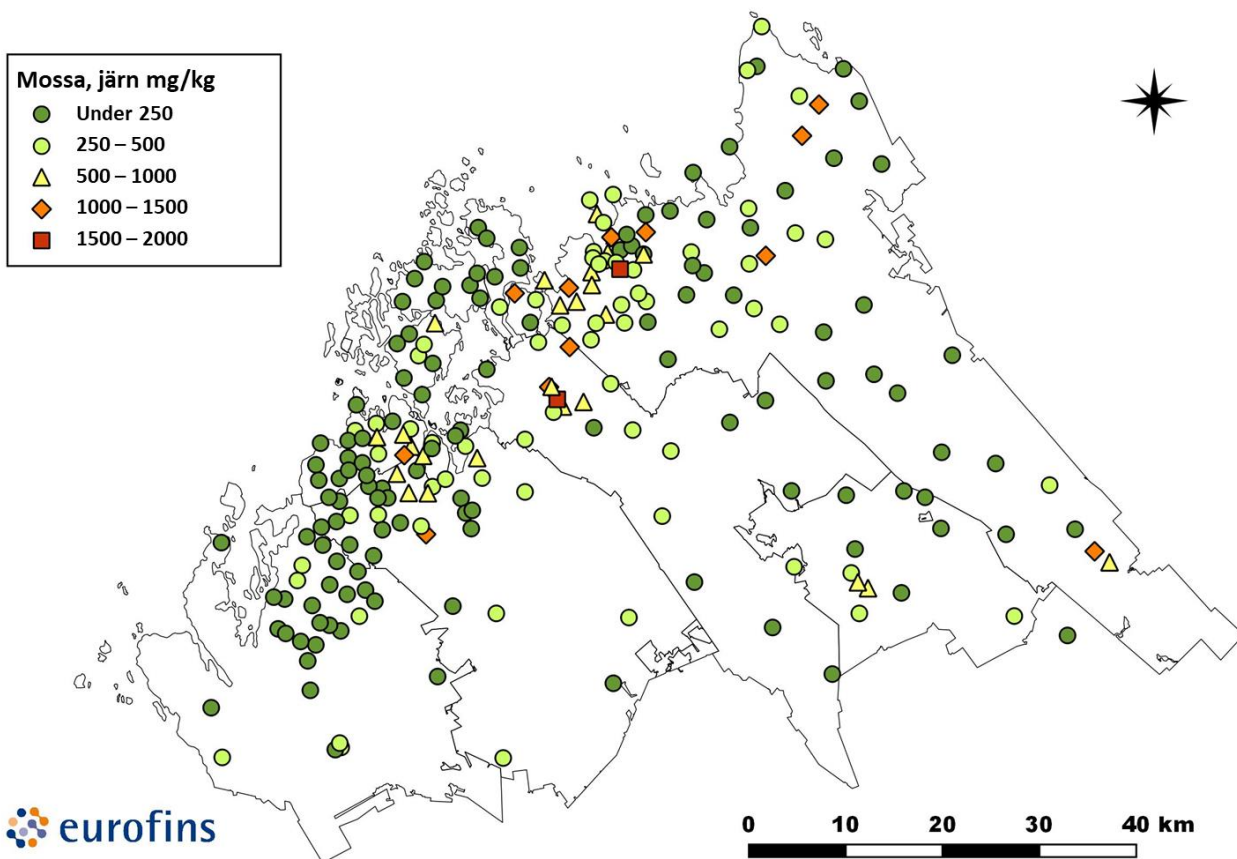 Mossa, järn mg/kg
Under 250
250 – 500
500 – 1000
1000 – 1500
1500 – 2000
eurofins
0 10 20 30 40 km